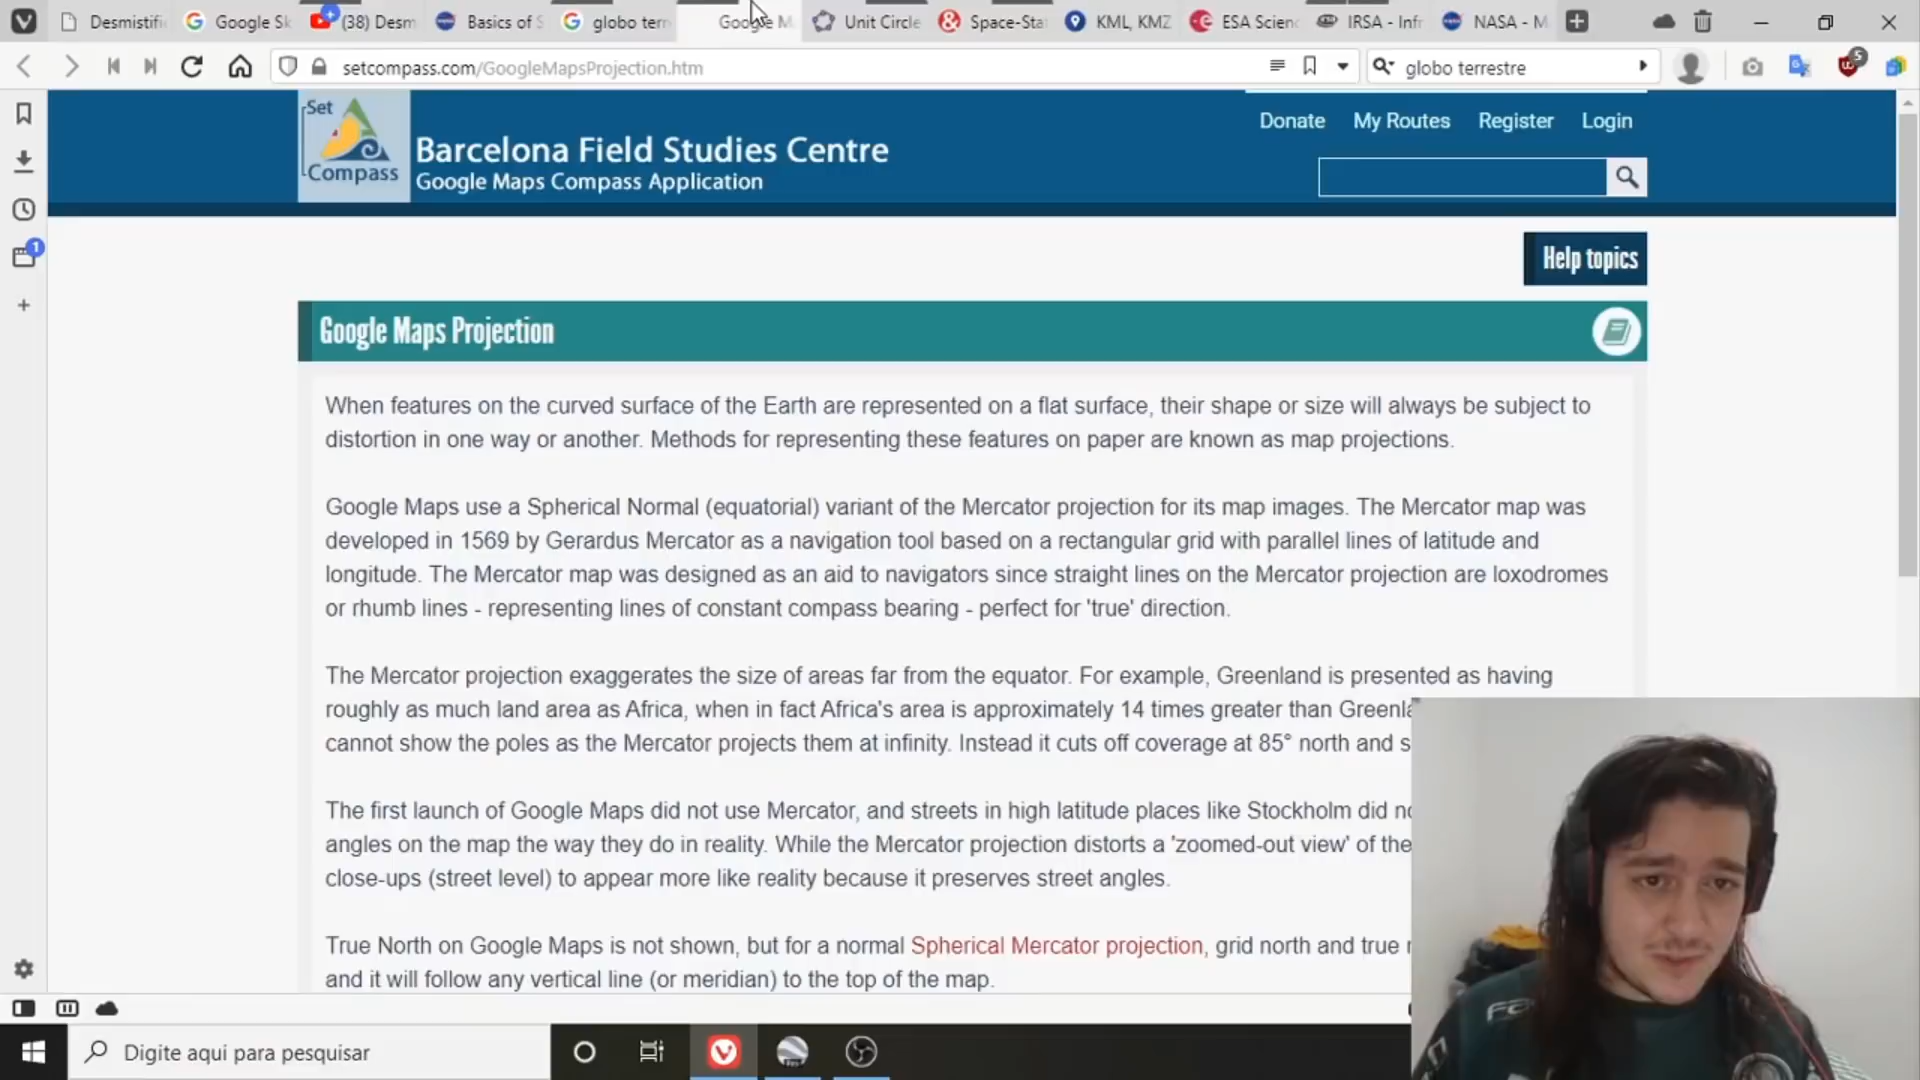 Desmistifi
Google Sk
(38) Desm
Basics of S
globo terr
Google M
Unit Circle
Space-Sta
KML, KMZ
ESA Scienc
IRSA - Infr
NASA - M
setcompass.com/GoogleMapsProjection.htm
globo terrestre
5
1
Set
Compass
Barcelona Field Studies Centre
Google Maps Compass Application
Donate
My Routes
Register
Login
Help topics
Google Maps Projection
When features on the curved surface of the Earth are represented on a flat surface, their shape or size will always be subject to
distortion in one way or another. Methods for representing these features on paper are known as map projections.
Google Maps use a Spherical Normal (equatorial) variant of the Mercator projection for its map images. The Mercator map was
developed in 1569 by Gerardus Mercator as a navigation tool based on a rectangular grid with parallel lines of latitude and
longitude. The Mercator map was designed as an aid to navigators since straight lines on the Mercator projection are loxodromes
or rhumb lines - representing lines of constant compass bearing - perfect for 'true' direction.
The Mercator projection exaggerates the size of areas far from the equator. For example, Greenland is presented as having
roughly as much land area as Africa, when in fact Africa's area is approximately 14 times greater than Greenla
cannot show the poles as the Mercator projects them at infinity. Instead it cuts off coverage at 85° north and s
The first launch of Google Maps did not use Mercator, and streets in high latitude places like Stockholm did no
angles on the map the way they do in reality. While the Mercator projection distorts a 'zoomed-out view' of the
close-ups (street level) to appear more like reality because it preserves street angles.
True North on Google Maps is not shown, but for a normal Spherical Mercator projection, grid north and true
and it will follow any vertical line (or meridian) to the top of the map.
Digite aqui para pesquisar